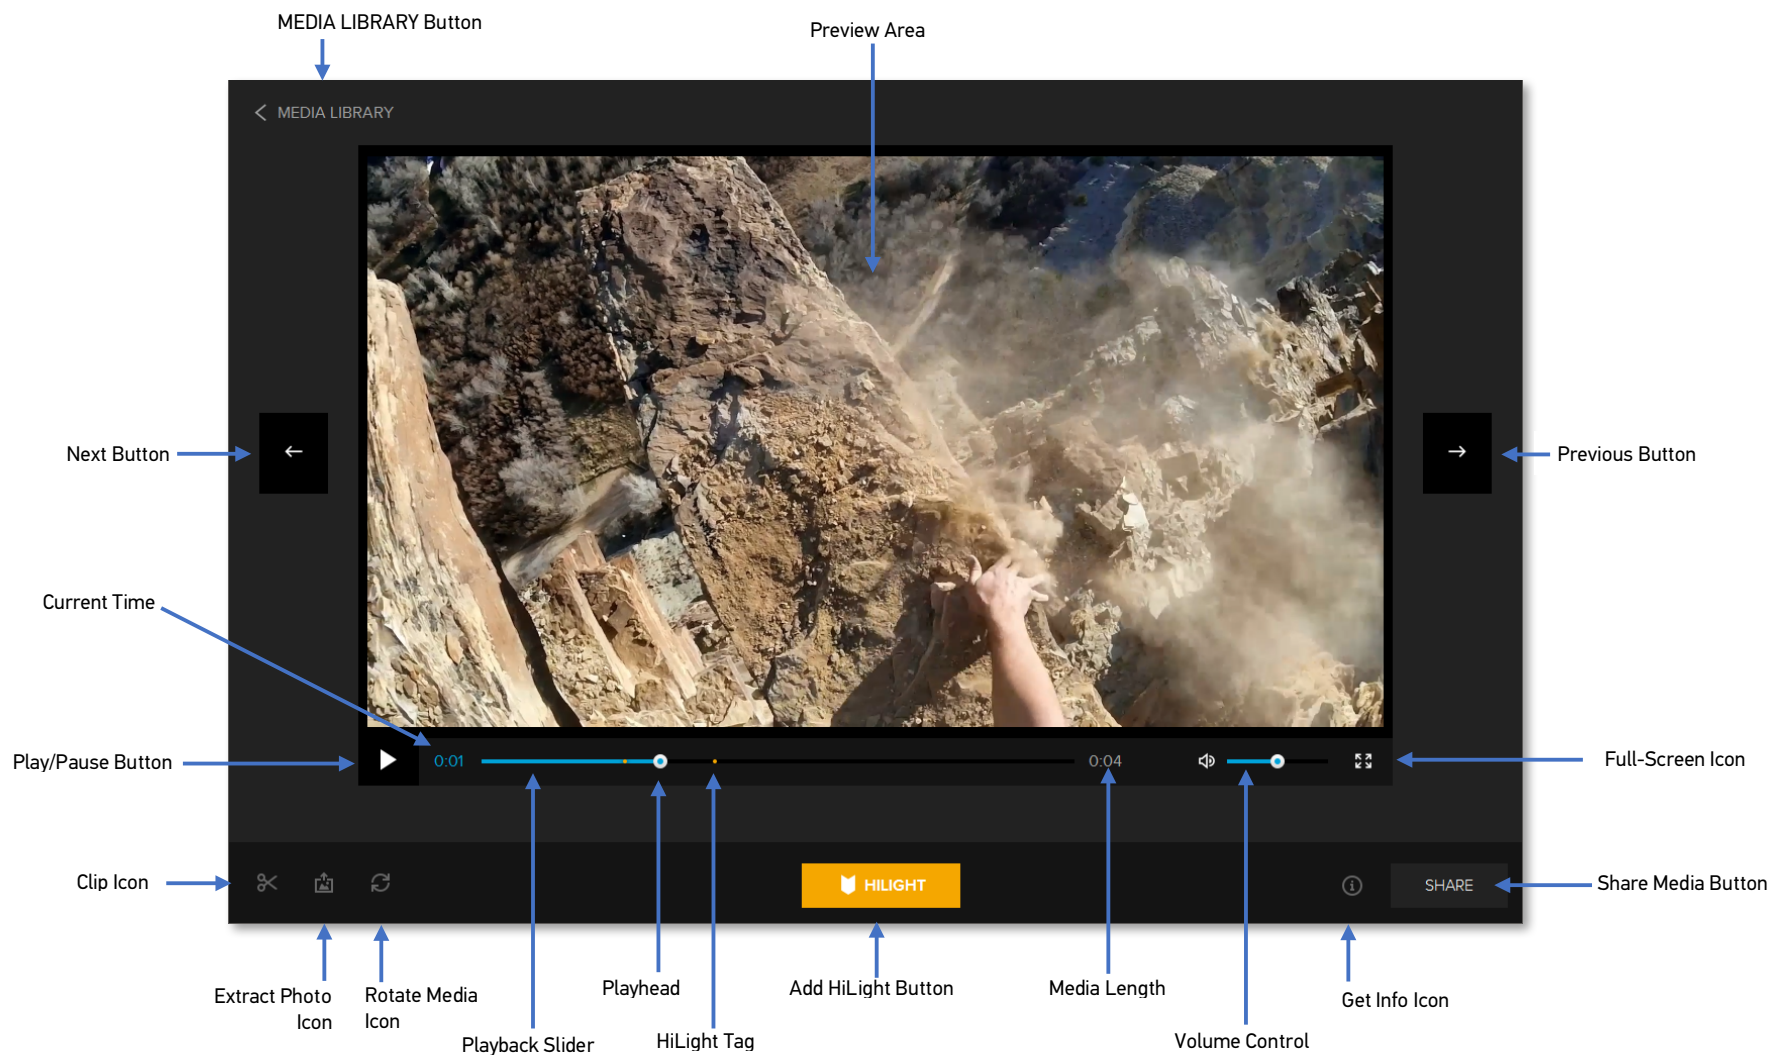 MEDIA LIBRARY Button
Preview Area
MEDIA LIBRARY
Next Button
Previous Button
Current Time
Play/Pause Button
0:01
0:04
Full-Screen Icon
Clip Icon
HILIGHT
SHARE
Share Media Button
Extract Photo
Icon
Rotate Media
Icon
Playback Slider
Playhead
HiLight Tag
Add HiLight Button
Media Length
Volume Control
Get Info Icon